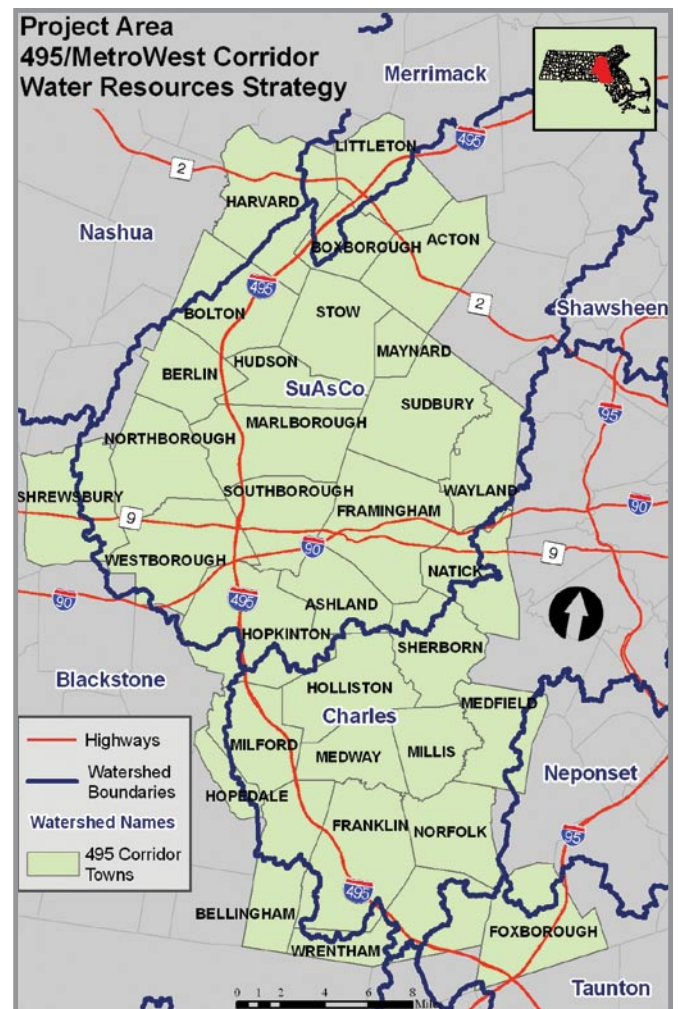 Project Area
495/MetroWest Corridor
Water Resources Strategy
Merrimack
LITTLETON
495
2
HARVARD
Nashua
BOXBOROUGH
ACTON
495
BOLTON
STOW
2
Shawsheen
MAYNARD
HUDSON
BERLIN
SuAsCo
SUDBURY
95
MARLBOROUGH
NORTHBOROUGH
SHREWSBURY
SOUTHBOROUGH
WAYLAND
FRAMINGHAM
90
9
WESTBOROUGH
90
9
NATICK
90
495
ASHLAND
HOPKINTON
SHERBORN
Blackstone
HOLLISTON
MEDFIELD
Charles
Highways
MILFORD
MEDWAY
MILLIS
Neponset
Watershed
Boundaries
HOPEDALE
Watershed Names
FRANKLIN
NORFOLK
95
495 Corridor
Towns
495
BELLINGHAM
FOXBOROUGH
WRENTHAM
Taunton
0 1 2 4 6 8
Miles